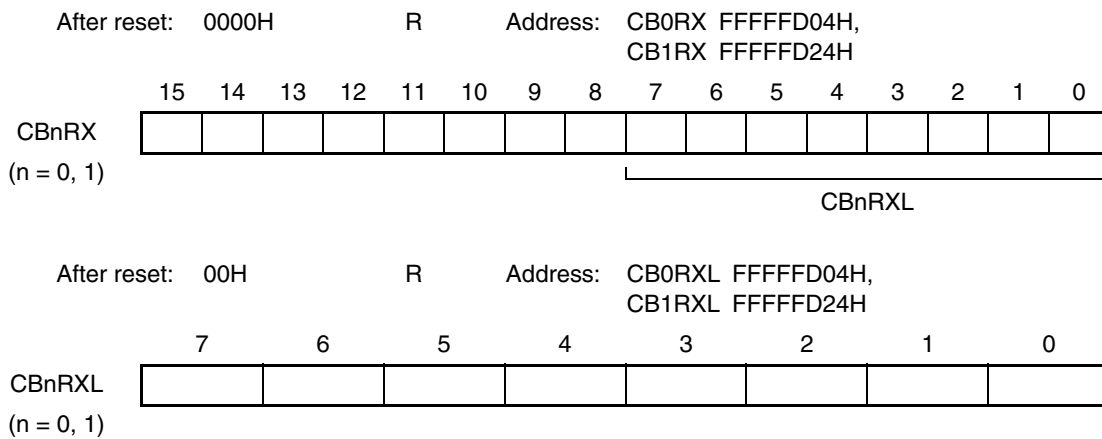 After reset: 0000H R Address: CB0RX FFFFFD04H,
CB1RX FFFFFD24H
15 14 13 12 11 10 9 8 7 6 5 4 3 2 1 0
CBnRX
(n = 0, 1)
CBnRXL
After reset: 00H R Address: CB0RXL FFFFFD04H,
CB1RXL FFFFFD24H
7 6 5 4 3 2 1 0
CBnRXL
(n = 0, 1)